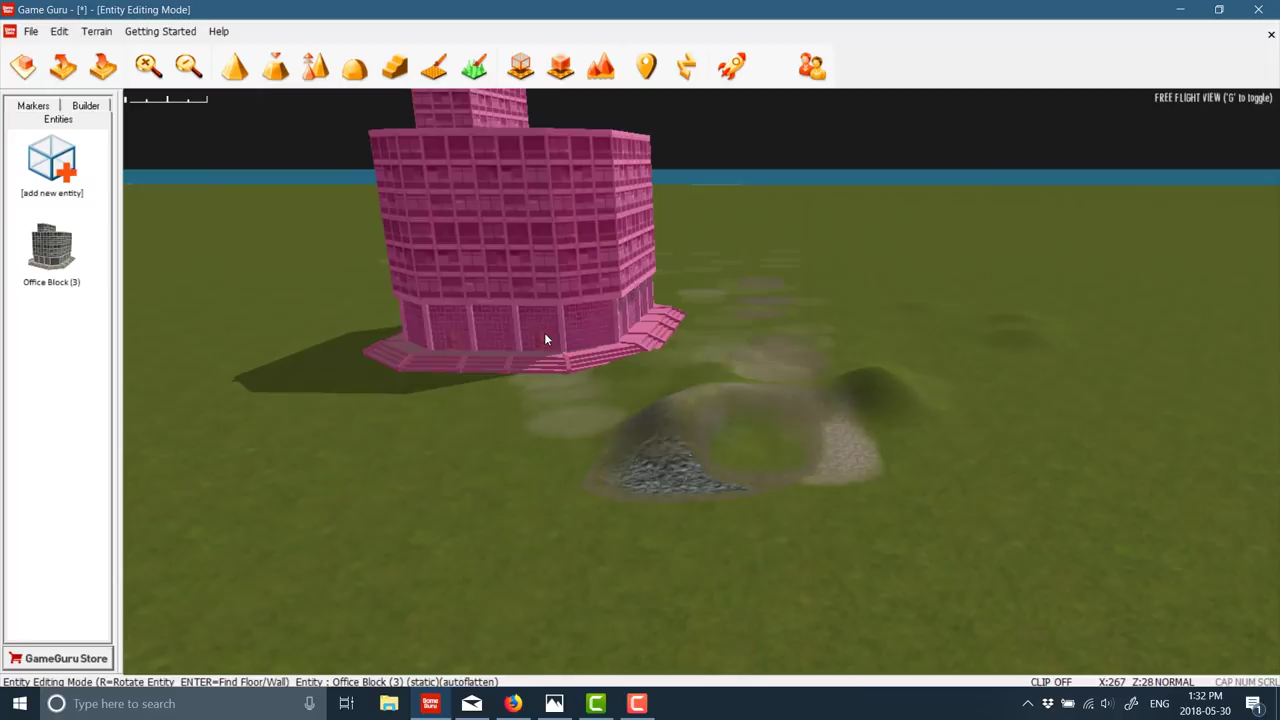 Game Guru - [*] - [Entity Editing Mode]
File Edit Terrain Getting Started Help
Markers Builder
Entities
[add new entity]
Office Block (3)
FREE FLIGHT VIEW ('G' to toggle)
GameGuru Store
Entity Editing Mode (R=Rotate Entity ENTER=Find Floor/Wall) Entity : Office Block (3) (static)(autoflatten)
CLIP OFF X:267 Z:28 NORMAL CAP NUM SCRL
Type here to search
ENG
1:32 PM
2018-05-30